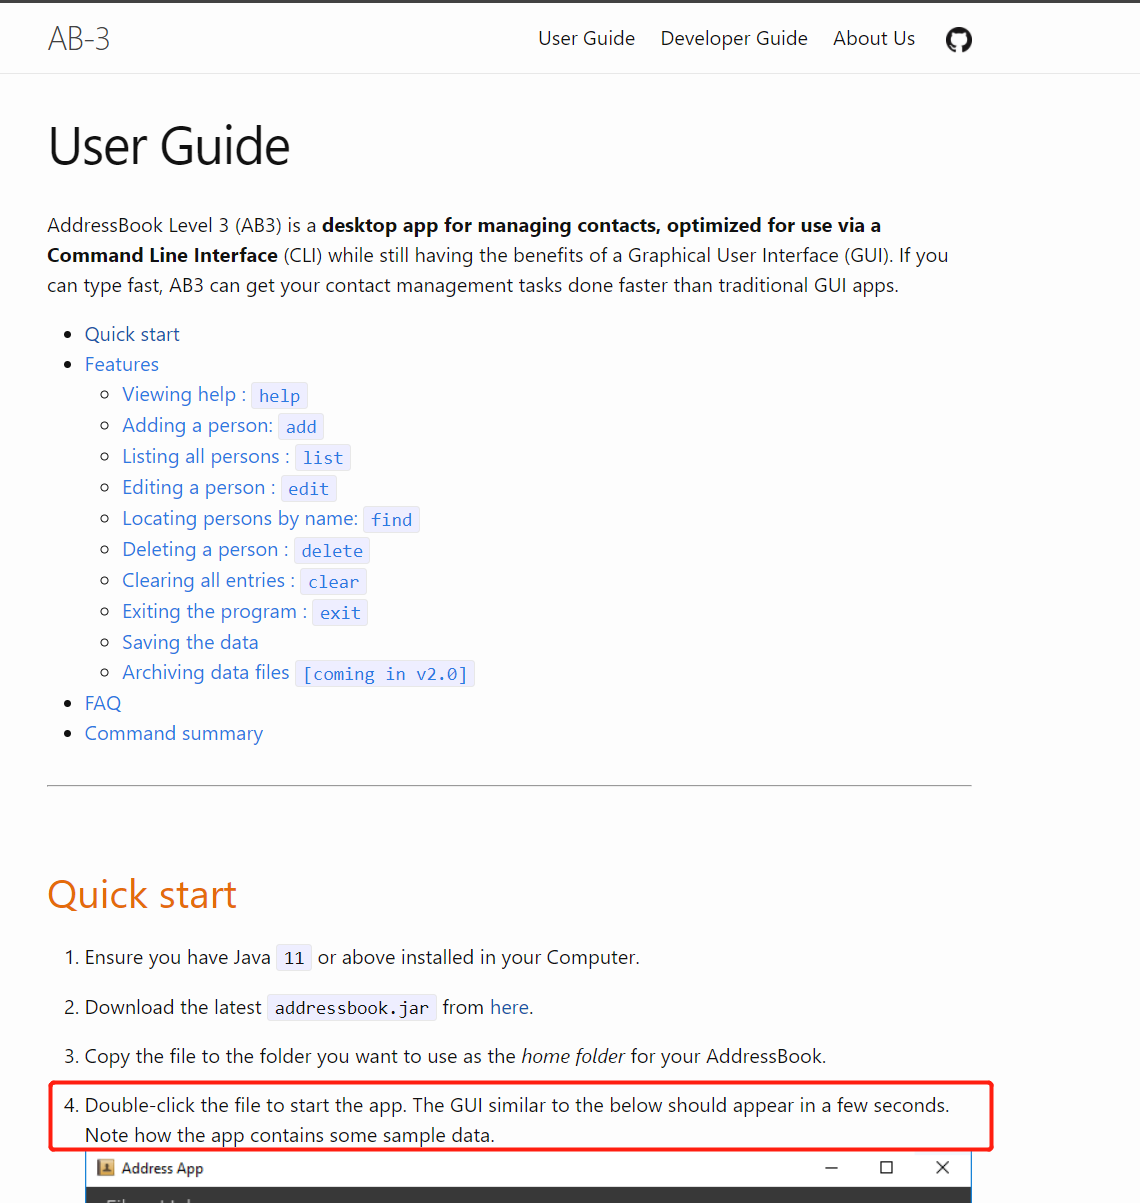 AB-3
User Guide Developer Guide About Us
User Guide
AddressBook Level 3 (AB3) is a desktop app for managing contacts, optimized for use via a
Command Line Interface (CLI) while still having the benefits of a Graphical User Interface (GUI). If you
can type fast, AB3 can get your contact management tasks done faster than traditional GUI apps.
• Quick start
• Features
◦ Viewing help : help
◦ Adding a person: add
◦ Listing all persons : list
◦ Editing a person : edit
◦ Locating persons by name: find
◦ Deleting a person : delete
◦ Clearing all entries : clear
◦ Exiting the program : exit
◦ Saving the data
◦ Archiving data files [coming in v2.0]
• FAQ
• Command summary
Quick start
1. Ensure you have Java 11 or above installed in your Computer.
2. Download the latest addressbook.jar from here.
3. Copy the file to the folder you want to use as the home folder for your AddressBook.
4. Double-click the file to start the app. The GUI similar to the below should appear in a few seconds.
Note how the app contains some sample data.
Address App